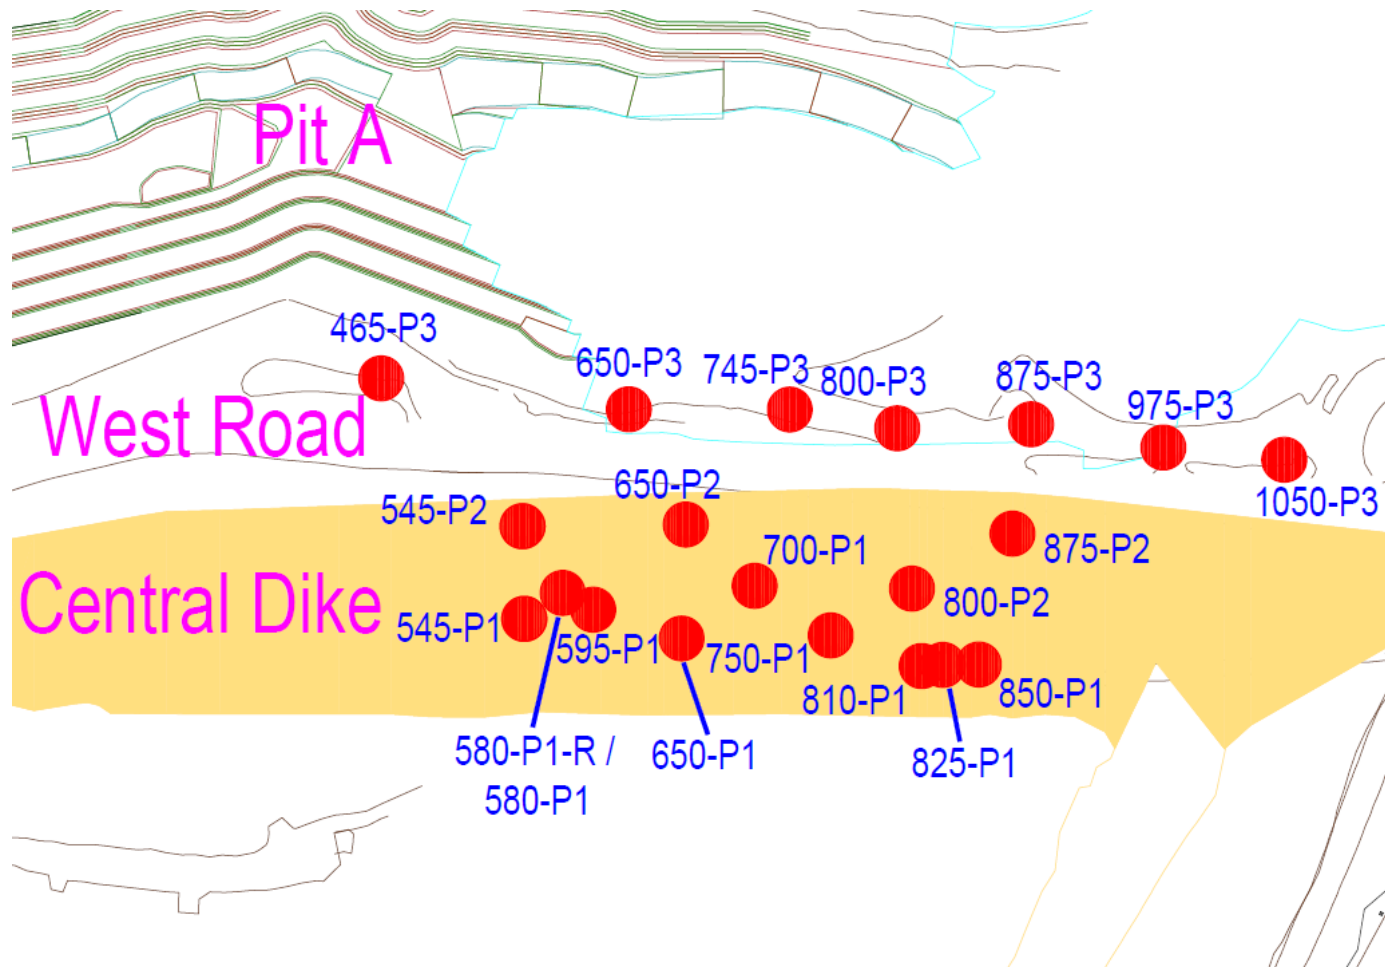 Pit A
465-P3
650-P3
745-P3
800-P3
875-P3
975-P3
West Road
1050-P3
650-P2
545-P2
700-P1
875-P2
Central Dike
800-P2
545-P1
595-P1
750-P1
810-P1
850-P1
580-P1-R /
580-P1
650-P1
825-P1